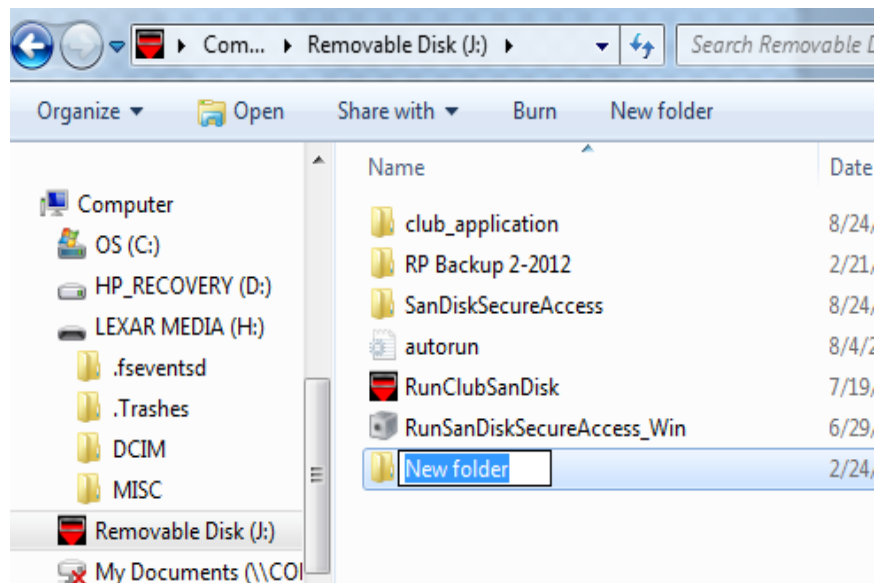 Com... Removable Disk (J:) Search Removable
Organize Open Share with Burn New folder
Name Date
Computer
OS (C:)
HP_RECOVERY (D:)
LEXAR MEDIA (H:)
.fseventsd
.Trashes
DCIM
MISC
Removable Disk (J:)
My Documents (\\COI
club_application 8/24/
RP Backup 2-2012 2/21/
SanDiskSecureAccess 8/24/
autorun 8/4/2
RunClubSanDisk 7/19/
RunSanDiskSecureAccess_Win 6/29/
New folder 2/24/